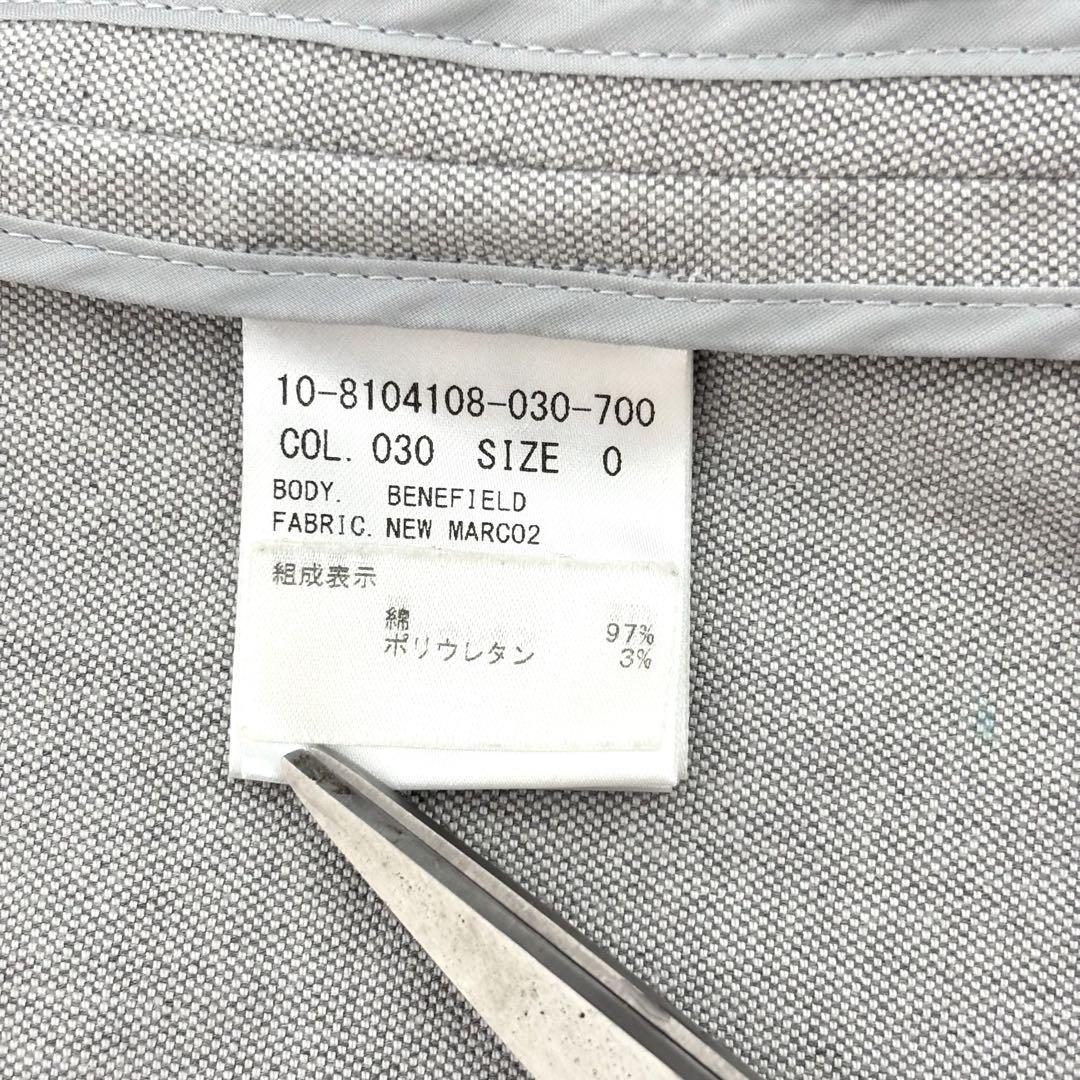 10-8104108-030-700
COL. 030 SIZE 0
BODY. BENEFIELD
FABRIC. NEW MARCO2
組成表示
綿 97%
ポリウレタン 3%